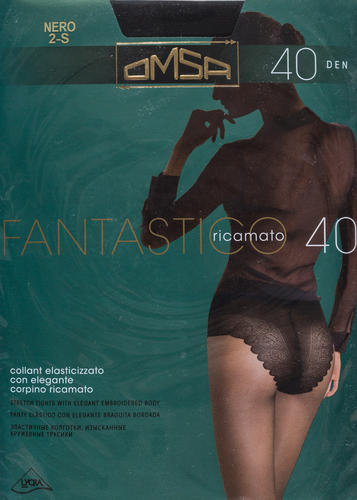 NERO
2-S
OMSA
40 DEN
FANTASTICO ricamato 40
collant elasticizzato
con elegante
corpino ricamato
STRETCH TIGHTS WITH ELEGANT EMBROIDERED BODY
PANTY ELÁSTICO CON ELEGANTE BRAGUITA BORDADA
ЭЛАСТИЧНЫЕ КОЛГОТКИ: ИЗЫСКАННЫЕ
КРУЖЕВНЫЕ ТРУСИКИ
LYCRA